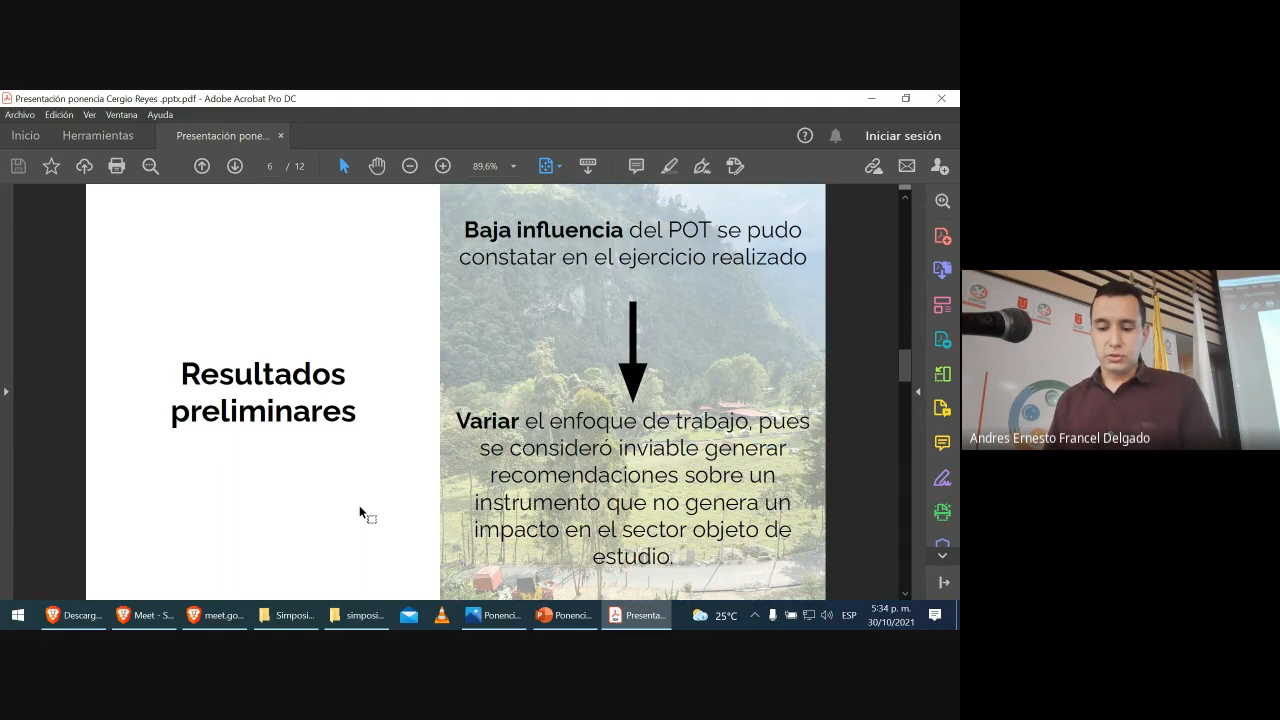 Presentación ponencia Cergio Reyes .pptx.pdf - Adobe Acrobat Pro DC
Archivo Edición Ver Ventana Ayuda
Inicio Herramientas Presentación pone... × Iniciar sesión
6 / 12 89,6%
Baja influencia del POT se pudo
constatar en el ejercicio realizado
Resultados
preliminares
Variar el enfoque de trabajo, pues
se consideró inviable generar
recomendaciones sobre un
instrumento que no genera un
impacto en el sector objeto de
estudio.
Andres Ernesto Francel Delgado
Descarg... Meet - S... meet.go... Simposi... simposi... Ponenci... Ponenci... Presenta... 25°C ESP
5:34 p. m.
30/10/2021